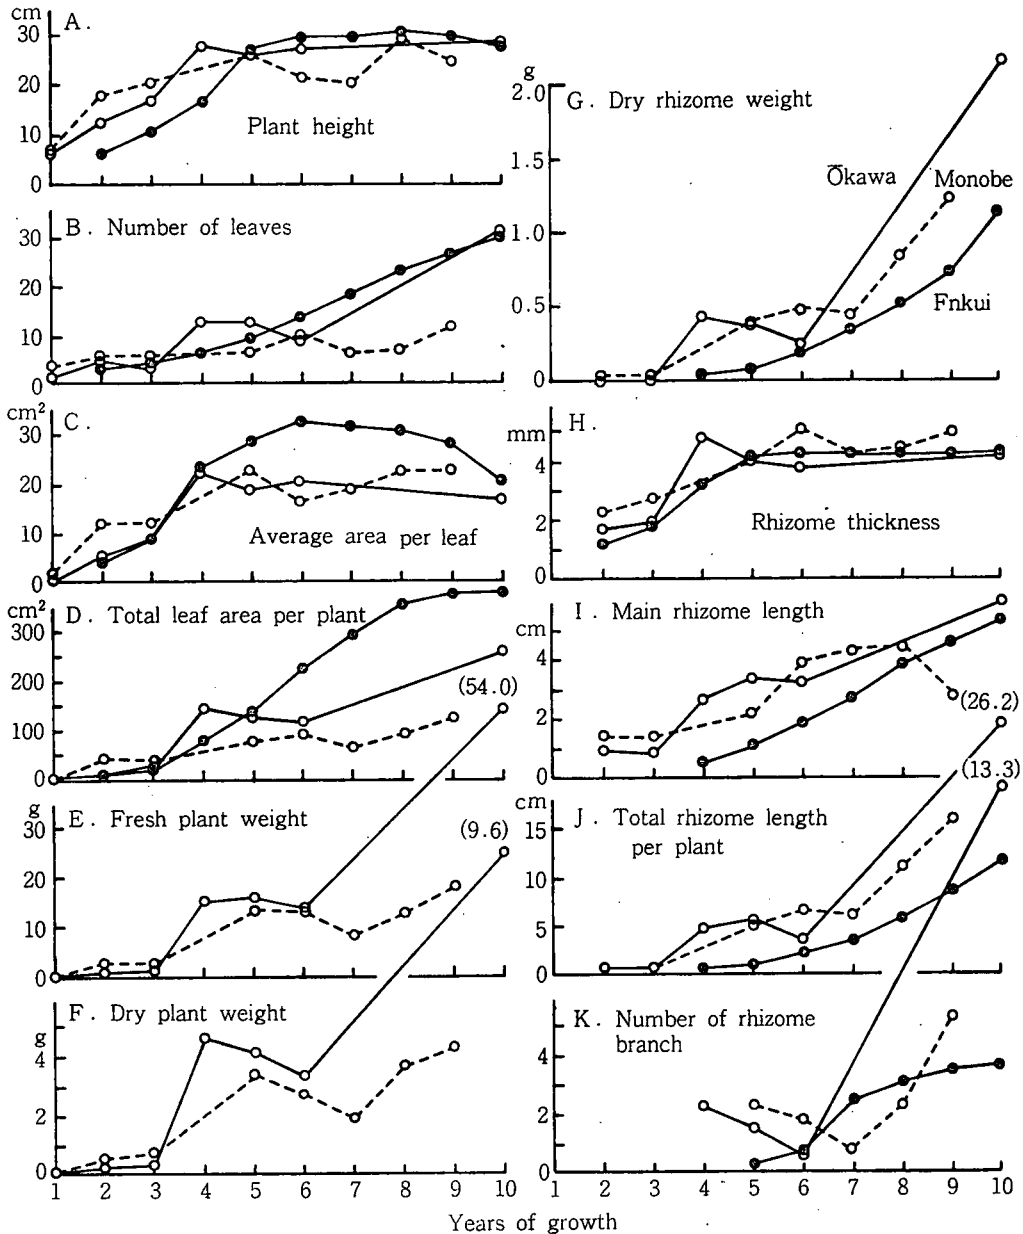 cm
A.
30
20
10
0
Plant height
B. Number of leaves
30
20
10
0
cm²
C.
30
20
10
0
Average area per leaf
cm²
D. Total leaf area per plant
300
200
100
0
(54.0)
g
E. Fresh plant weight
30
20
10
0
(9.6)
F. Dry plant weight
g
4
2
0
1 2 3 4 5 6 7 8 9 10
g
2.0
G. Dry rhizome weight
1.5
Ōkawa Monobe
1.0
0.5
Fnkui
0
mm
H.
4
2
0
Rhizome thickness
I. Main rhizome length
cm
4
2
0
(26.2)
(13.3)
cm
J. Total rhizome length
per plant
15
10
5
0
K. Number of rhizome
branch
4
2
0
1 2 3 4 5 6 7 8 9 10
Years of growth